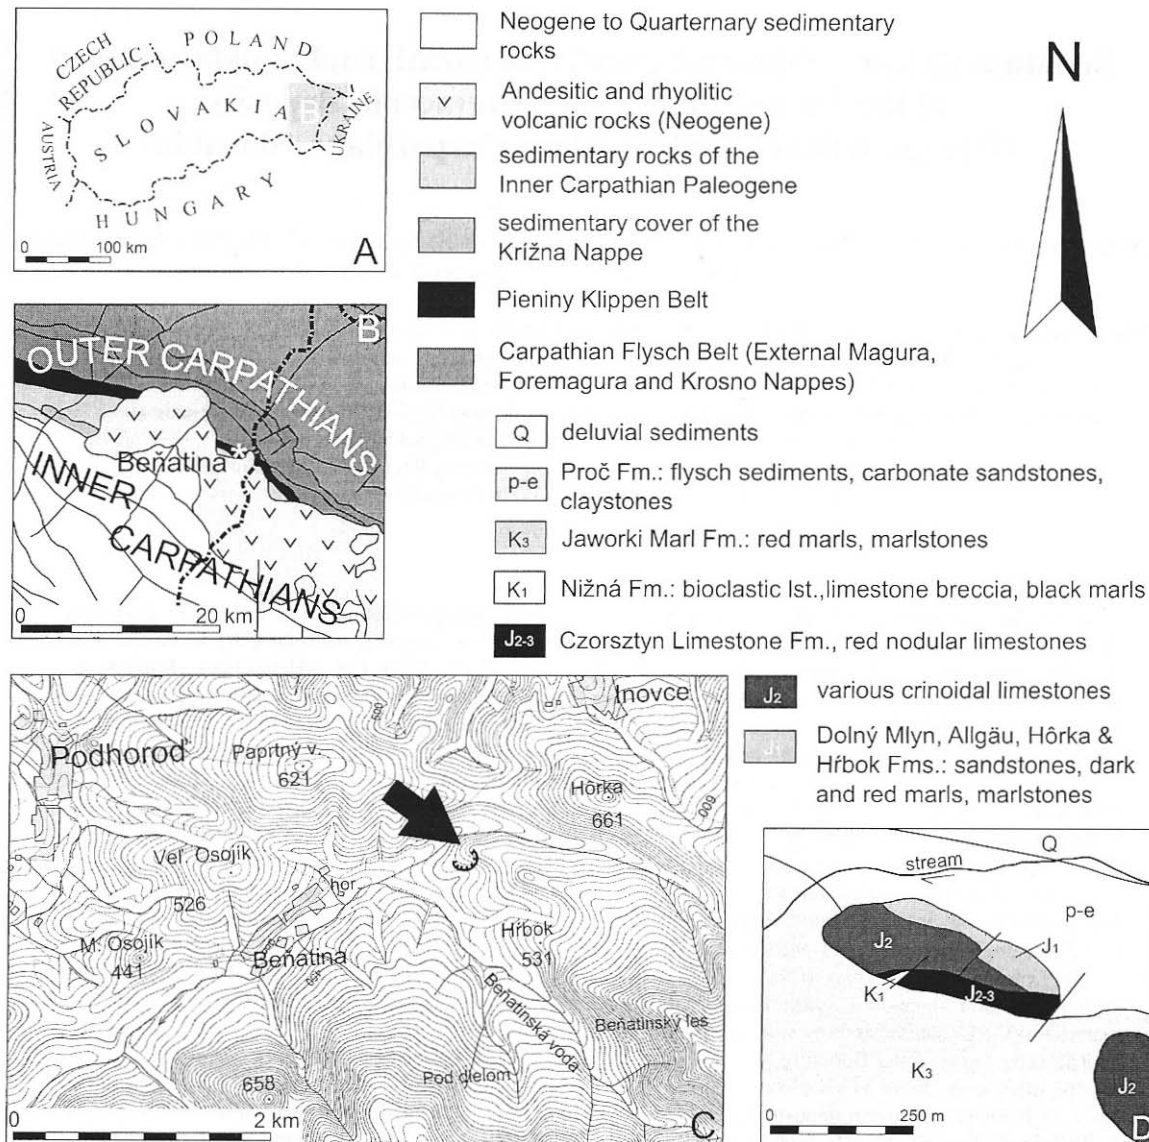 CZECH
REPUBLIC
POLAND
SLOVAKIA
B
UKRAINE
AUSTRIA
HUNGARY
0 100 km
A
Neogene to Quarternary sedimentary
rocks
Andesitic and rhyolitic
volcanic rocks (Neogene)
sedimentary rocks of the
Inner Carpathian Paleogene
sedimentary cover of the
Krížna Nappe
Pieniny Klippen Belt
Carpathian Flysch Belt (External Magura,
Foremagura and Krosno Nappes)
N
B
OUTER CARPATHIANS
Beňatina
*
INNER
CARPATHIANS
0 20 km
Q deluvial sediments
p-e Proč Fm.: flysch sediments, carbonate sandstones,
claystones
K3 Jaworki Marl Fm.: red marls, marlstones
K1 Nižná Fm.: bioclastic lst.,limestone breccia, black marls
J2-3 Czorsztyn Limestone Fm., red nodular limestones
J2 various crinoidal limestones
J1 Dolný Mlyn, Allgäu, Hôrka &
Hŕbok Fms.: sandstones, dark
and red marls, marlstones
Inovce
Podhoroď
Paprtný v.
621
Hôrka
661
600
Veľ. Osojík
526
hor.
M. Osojík
441
Beňatina
450
Hŕbok
531
Beňatinská voda
Beňatinský les
Pod dielom
658
0 2 km
C
Q
stream
p-e
J2
J1
K1
J2-3
K3
J2
0 250 m
D